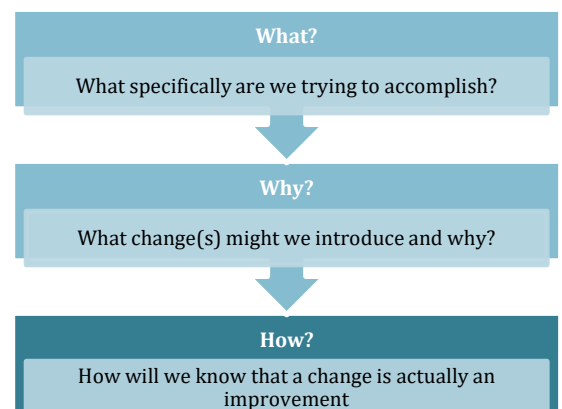 What?
What specifically are we trying to accomplish?
Why?
What change(s) might we introduce and why?
How?
How will we know that a change is actually an
improvement